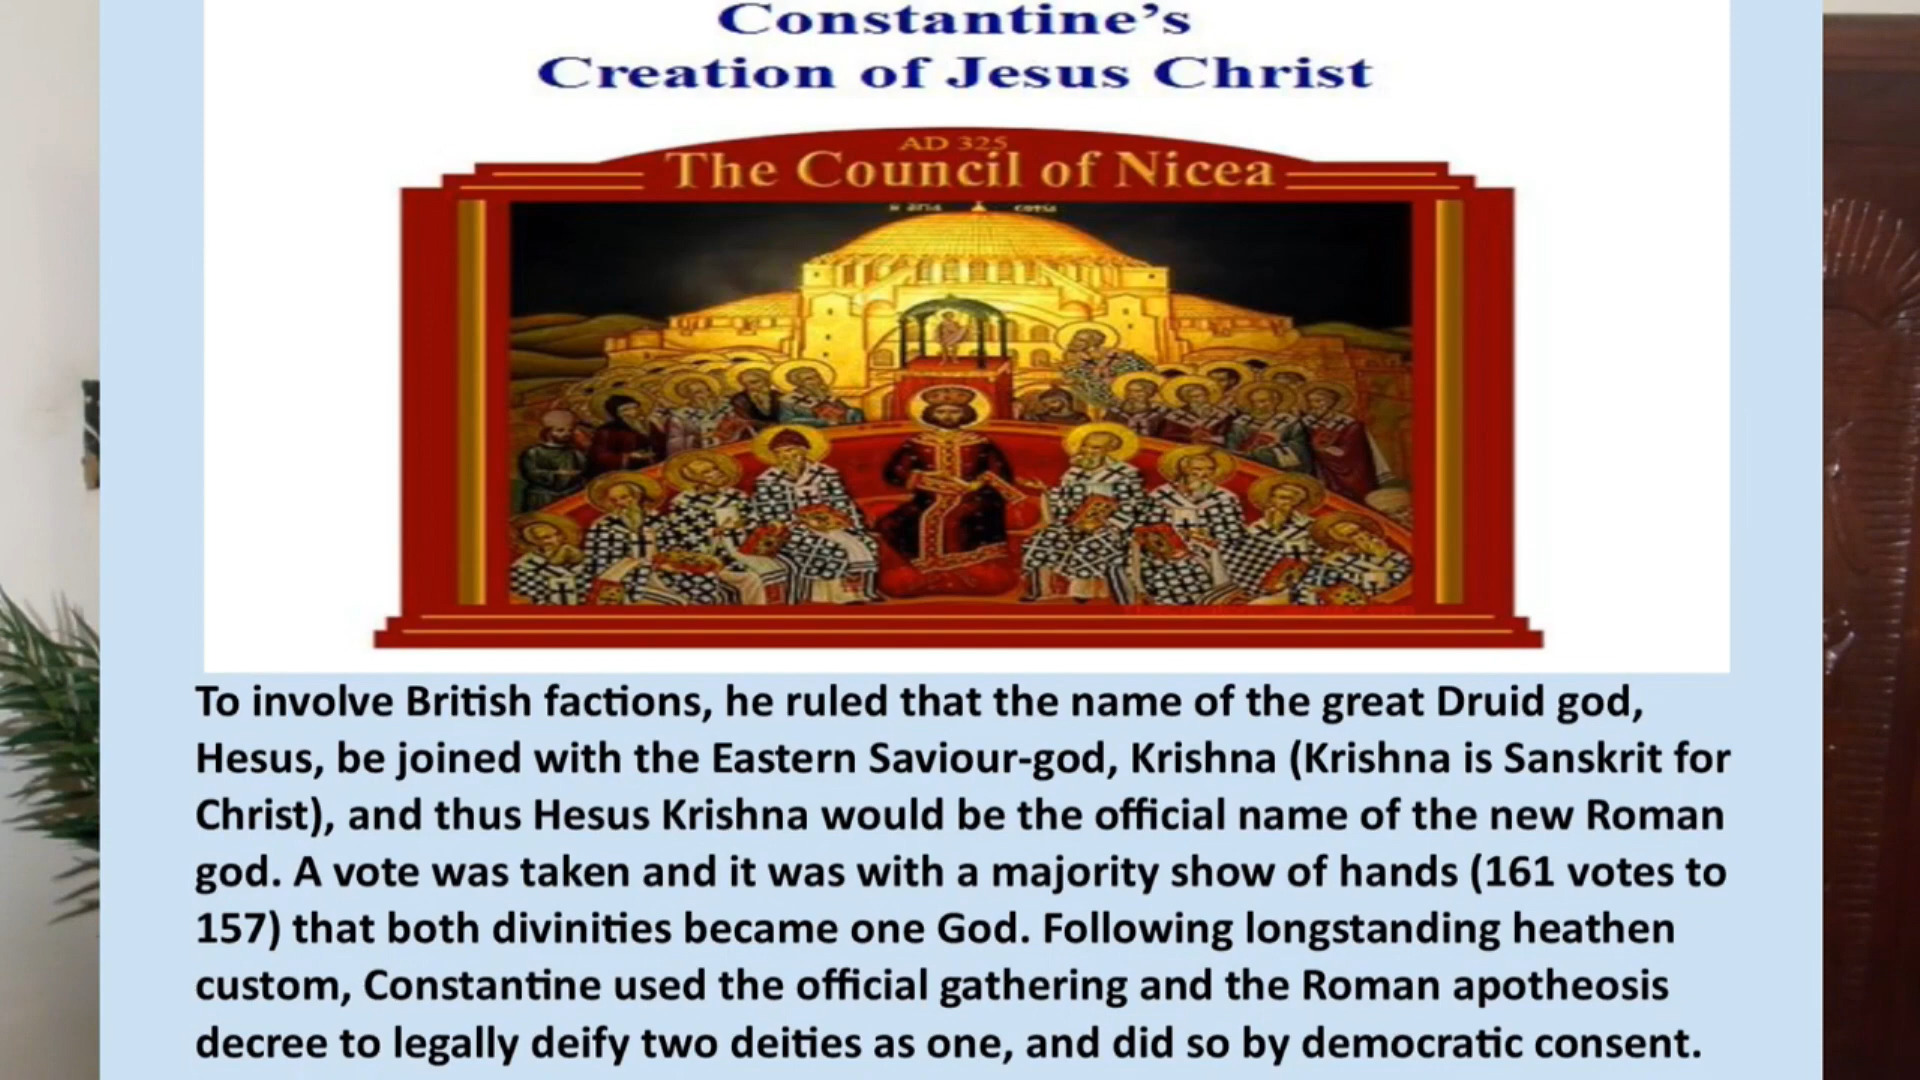 Constantine's
Creation of Jesus Christ
AD 325
The Council of Nicea
To involve British factions, he ruled that the name of the great Druid god,
Hesus, be joined with the Eastern Saviour-god, Krishna (Krishna is Sanskrit for
Christ), and thus Hesus Krishna would be the official name of the new Roman
god. A vote was taken and it was with a majority show of hands (161 votes to
157) that both divinities became one God. Following longstanding heathen
custom, Constantine used the official gathering and the Roman apotheosis
decree to legally deify two deities as one, and did so by democratic consent.